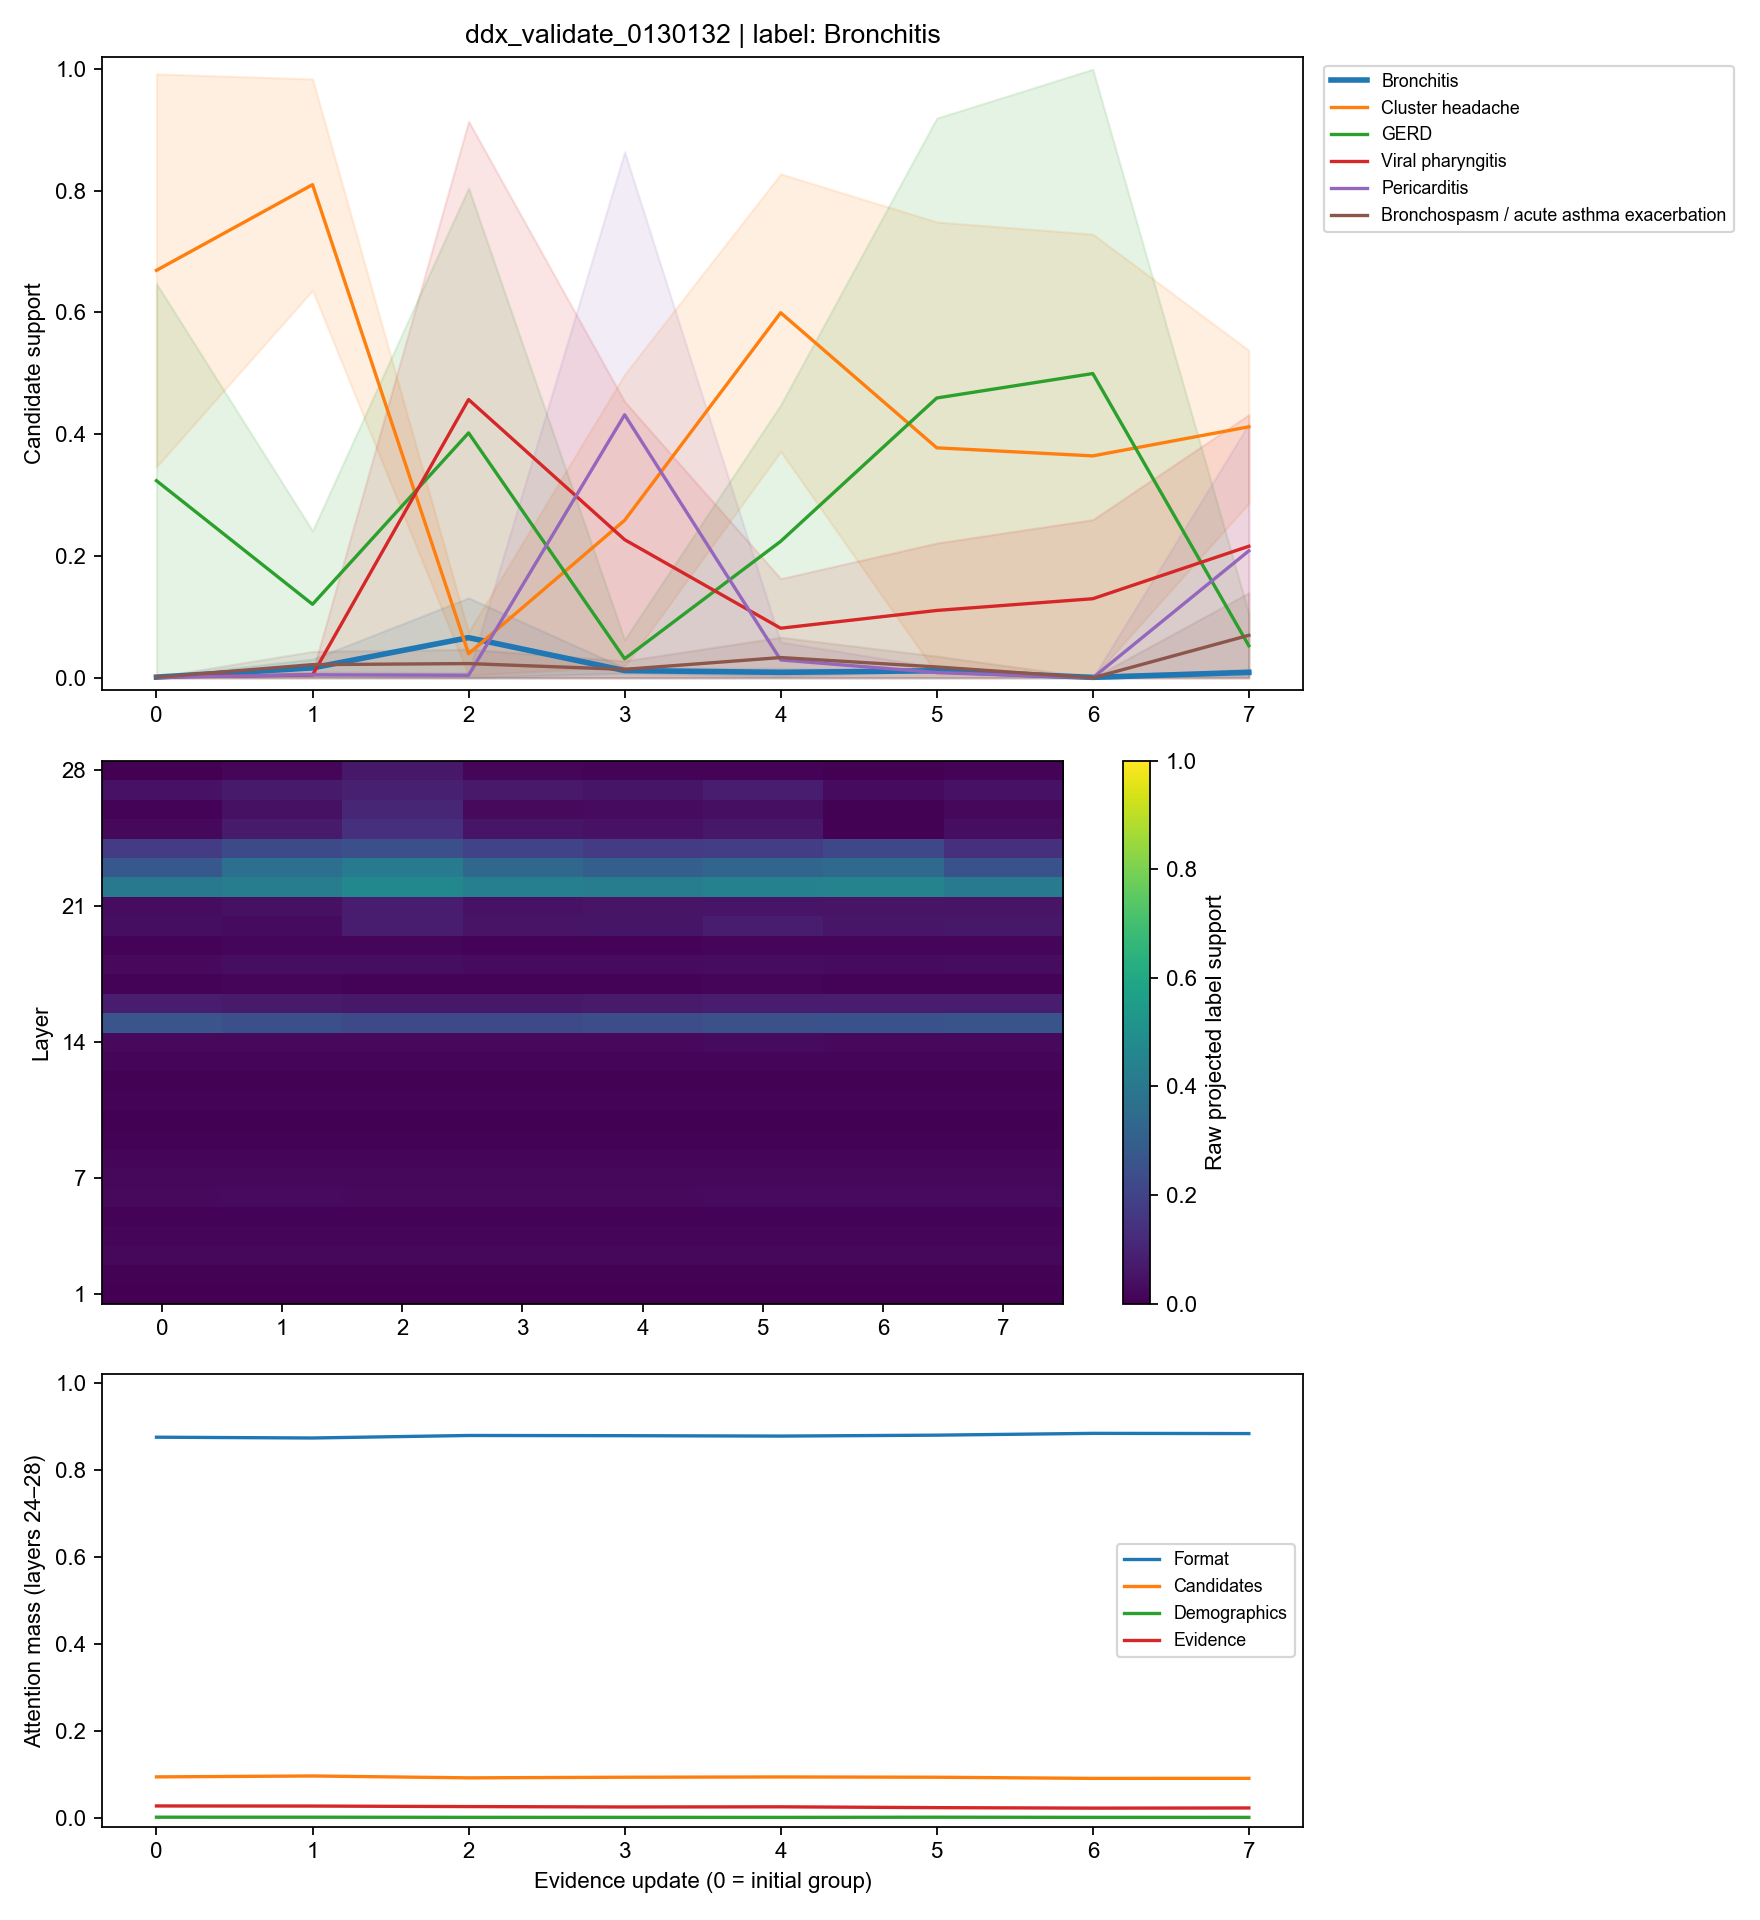 ddx_validate_0130132 | label: Bronchitis
1.0
0.8
0.6
0.4
0.2
0.0
Candidate support
0 1 2 3 4 5 6 7
Bronchitis
Cluster headache
GERD
Viral pharyngitis
Pericarditis
Bronchospasm / acute asthma exacerbation
28
21
14
7
1
Layer
0 1 2 3 4 5 6 7
1.0
0.8
0.6
0.4
0.2
0.0
Raw projected label support
1.0
0.8
0.6
0.4
0.2
0.0
Attention mass (layers 24–28)
Format
Candidates
Demographics
Evidence
0 1 2 3 4 5 6 7
Evidence update (0 = initial group)